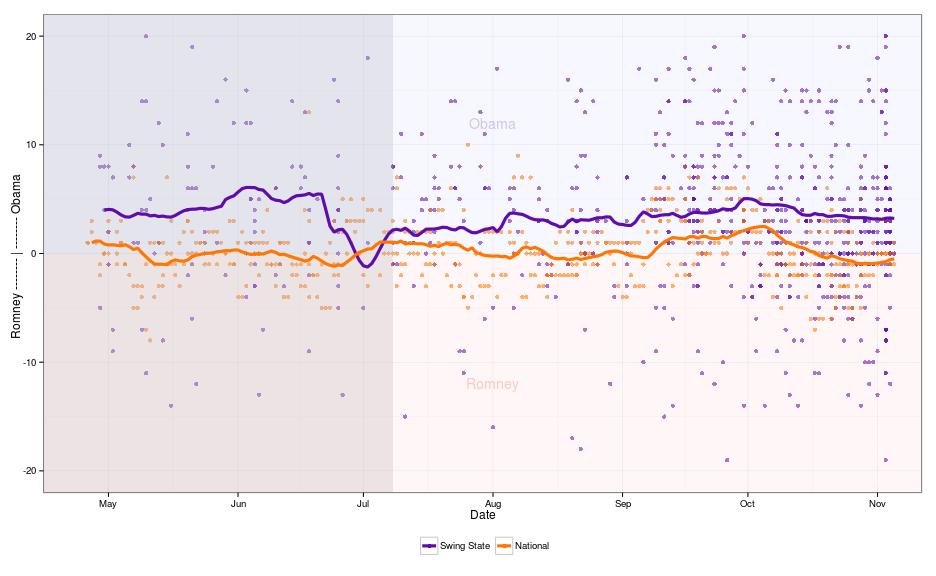 Romney ------- | ------- Obama
20
10
0
-10
-20
Obama
Romney
May
Jun
Jul
Aug
Sep
Oct
Nov
Date
Swing State
National